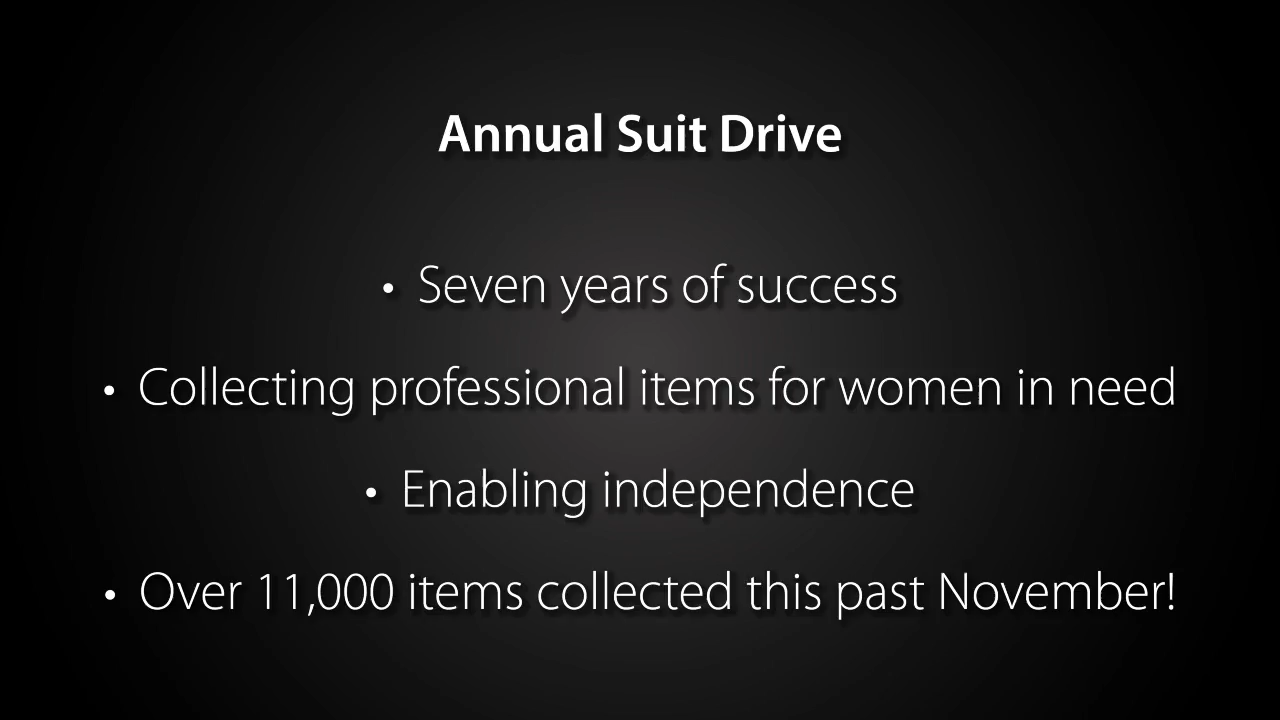 Annual Suit Drive
• Seven years of success
• Collecting professional items for women in need
• Enabling independence
• Over 11,000 items collected this past November!